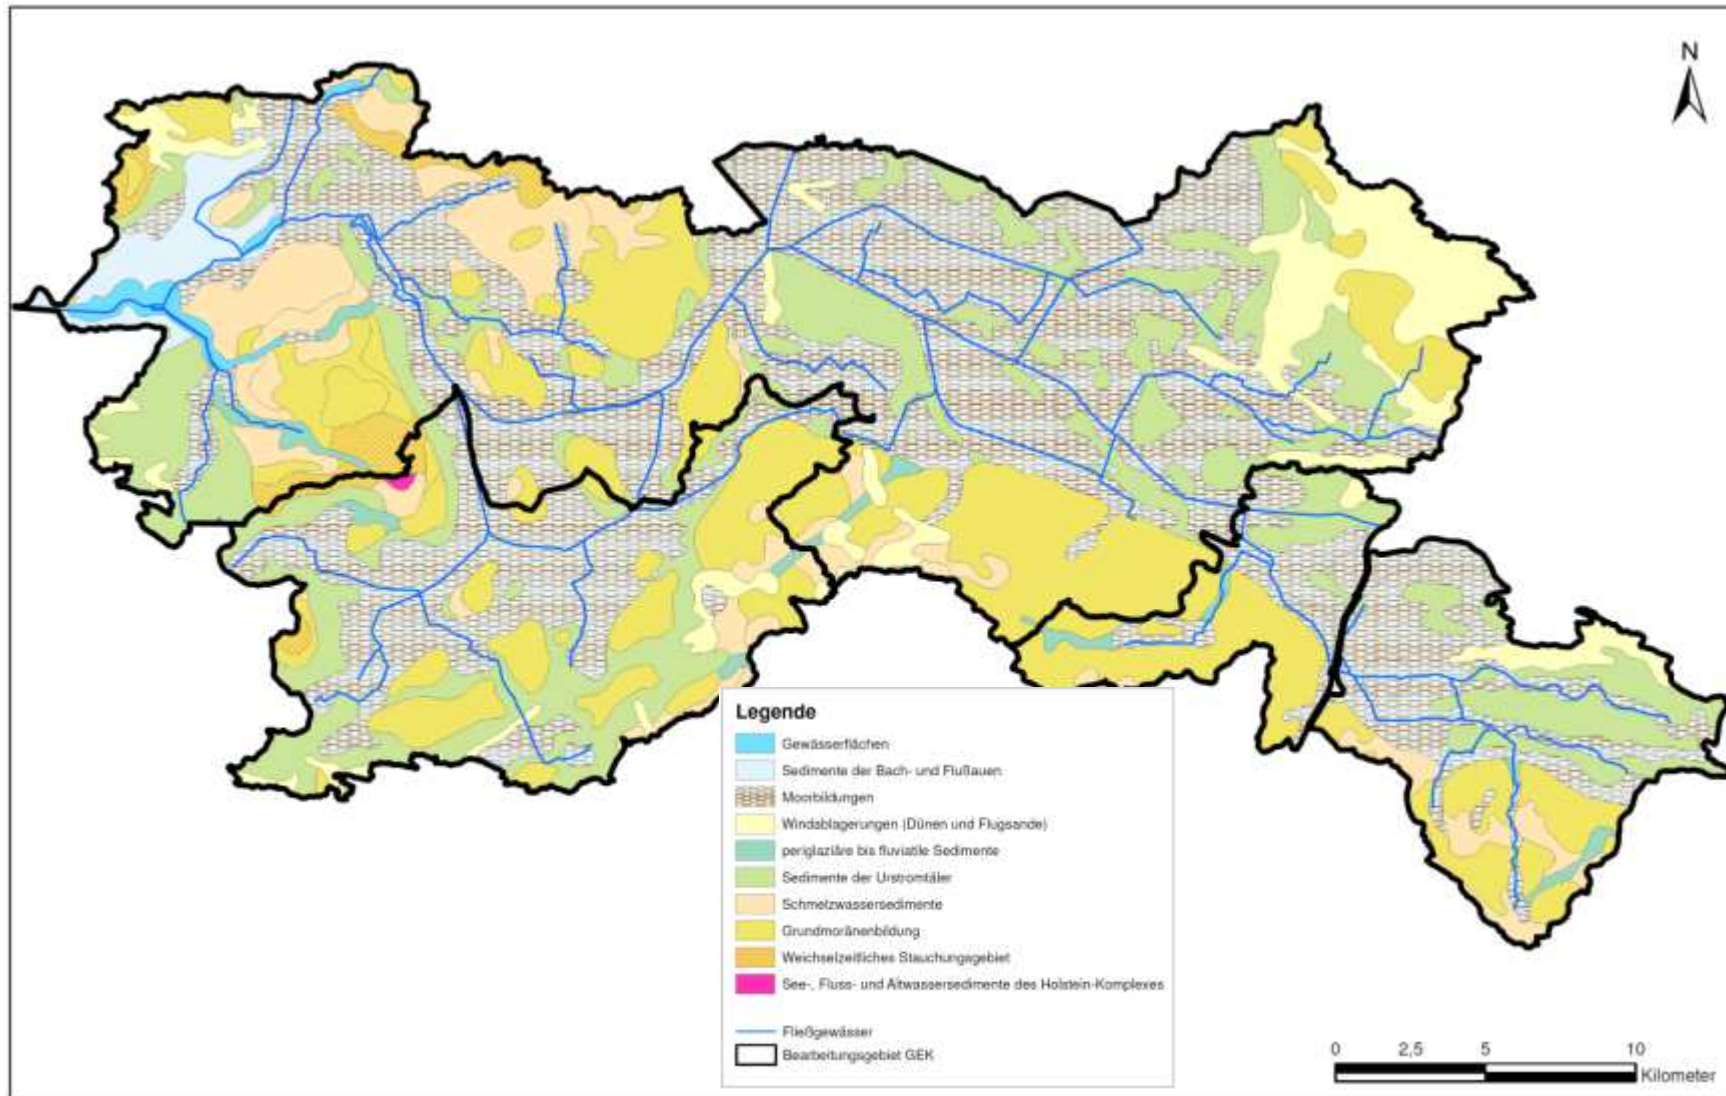 N
Legende
Gewässerflächen
Sedimente der Bach- und Flußauen
Moorbildungen
Windablagerungen (Dünen und Flugsande)
periglaziäre bis fluviatile Sedimente
Sedimente der Urstromtäler
Schmelzwassersedimente
Grundmoränenbildung
Weichselzeitliches Stauchungsgebiet
See-, Fluss- und Altwassersedimente des Holstein-Komplexes
Fließgewässer
Bearbeitungsgebiet GEK
0 2,5 5 10
Kilometer